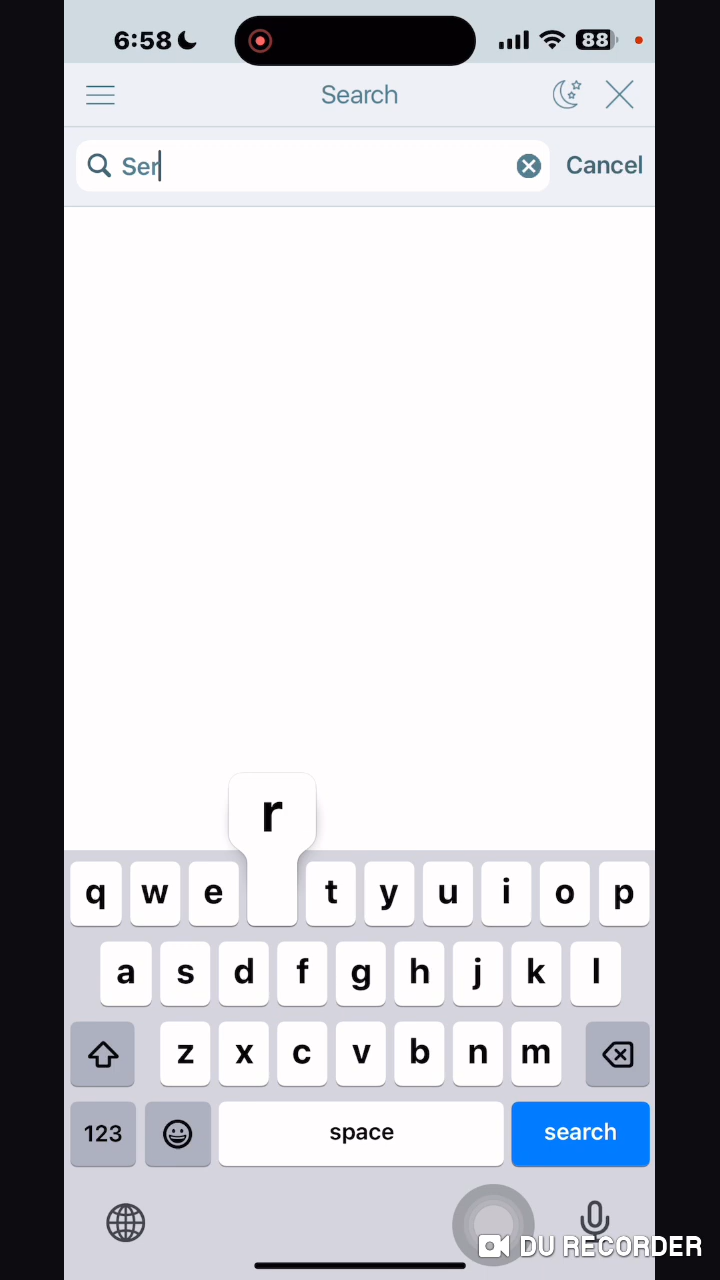 6:58
88
Search
Ser
Cancel
r
q w e t y u i o p
a s d f g h j k l
z x c v b n m
123
space
search
DU RECORDER